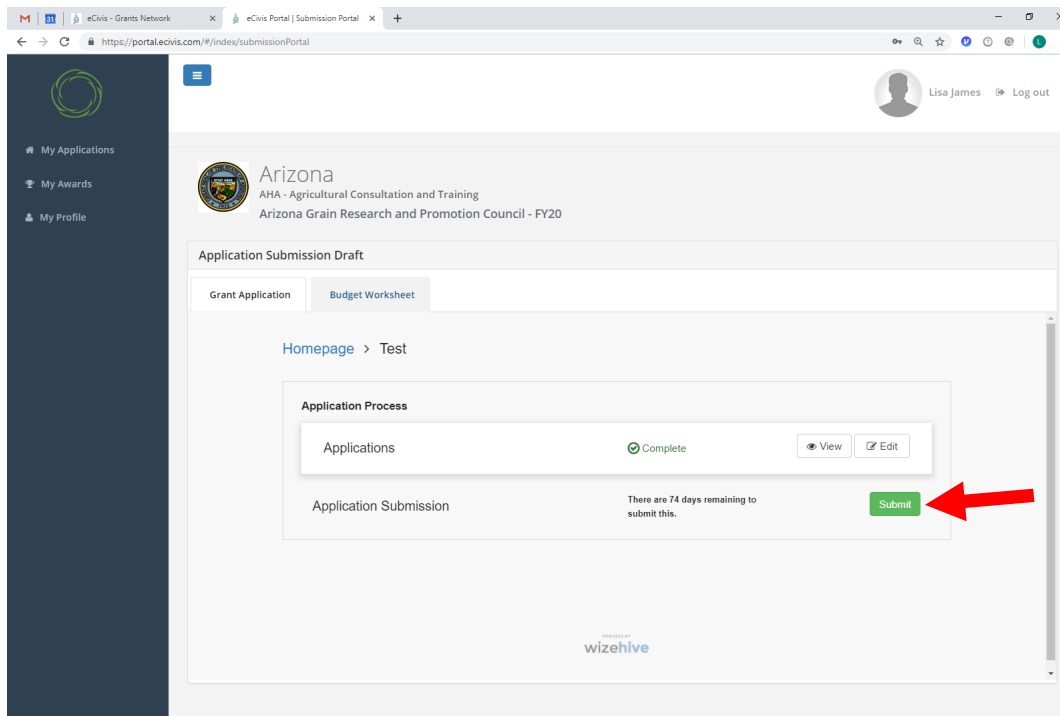 31
eCivis - Grants Network
eCivis Portal | Submission Portal
https://portal.ecivis.com/#/index/submissionPortal
L
Lisa James
Log out
My Applications
My Awards
My Profile
Arizona
AHA - Agricultural Consultation and Training
Arizona Grain Research and Promotion Council - FY20
Application Submission Draft
Grant Application
Budget Worksheet
Homepage > Test
Application Process
Applications
Complete
View
Edit
Application Submission
There are 74 days remaining to
submit this.
Submit
POWERED BY
wizehive